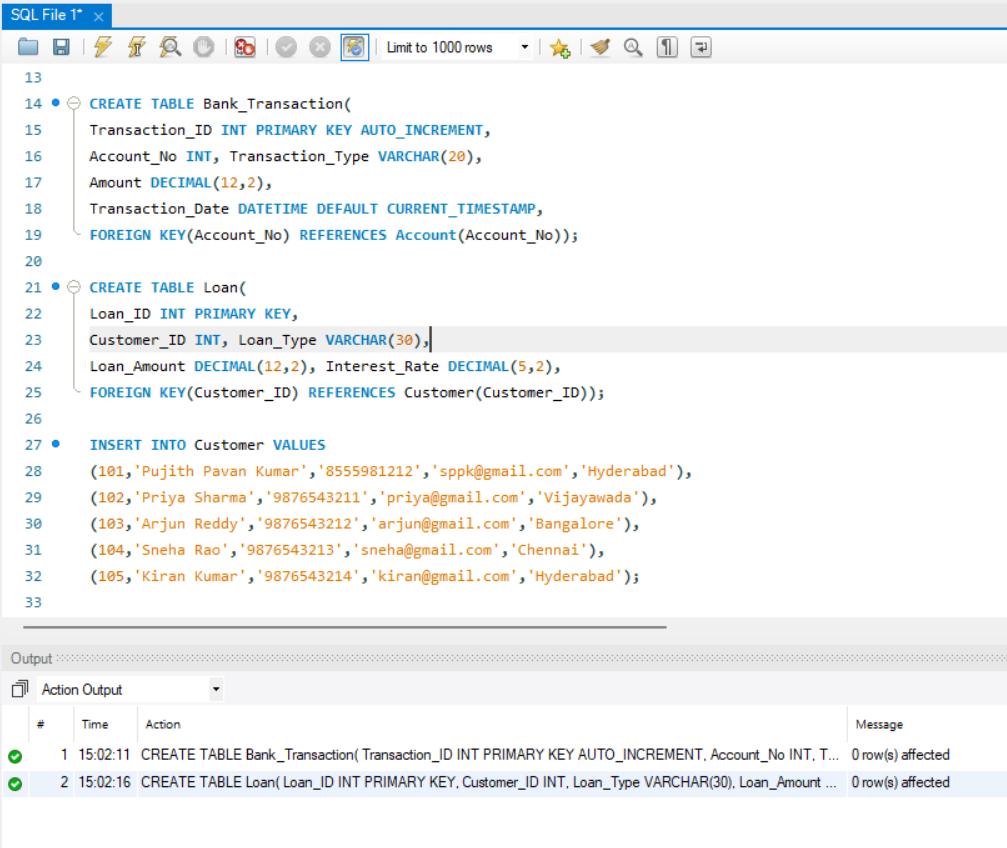 SQL File 1*
Limit to 1000 rows
13
14 CREATE TABLE Bank_Transaction(
15 Transaction_ID INT PRIMARY KEY AUTO_INCREMENT,
16 Account_No INT, Transaction_Type VARCHAR(20),
17 Amount DECIMAL(12,2),
18 Transaction_Date DATETIME DEFAULT CURRENT_TIMESTAMP,
19 FOREIGN KEY(Account_No) REFERENCES Account(Account_No));
20
21 CREATE TABLE Loan(
22 Loan_ID INT PRIMARY KEY,
23 Customer_ID INT, Loan_Type VARCHAR(30),
24 Loan_Amount DECIMAL(12,2), Interest_Rate DECIMAL(5,2),
25 FOREIGN KEY(Customer_ID) REFERENCES Customer(Customer_ID));
26
27 INSERT INTO Customer VALUES
28 (101,'Pujith Pavan Kumar','8555981212','sppk@gmail.com','Hyderabad'),
29 (102,'Priya Sharma','9876543211','priya@gmail.com','Vijayawada'),
30 (103,'Arjun Reddy','9876543212','arjun@gmail.com','Bangalore'),
31 (104,'Sneha Rao','9876543213','sneha@gmail.com','Chennai'),
32 (105,'Kiran Kumar','9876543214','kiran@gmail.com','Hyderabad');
33
Output
Action Output
# Time Action Message
1 15:02:11 CREATE TABLE Bank_Transaction( Transaction_ID INT PRIMARY KEY AUTO_INCREMENT, Account_No INT, T... 0 row(s) affected
2 15:02:16 CREATE TABLE Loan( Loan_ID INT PRIMARY KEY, Customer_ID INT, Loan_Type VARCHAR(30), Loan_Amount ... 0 row(s) affected